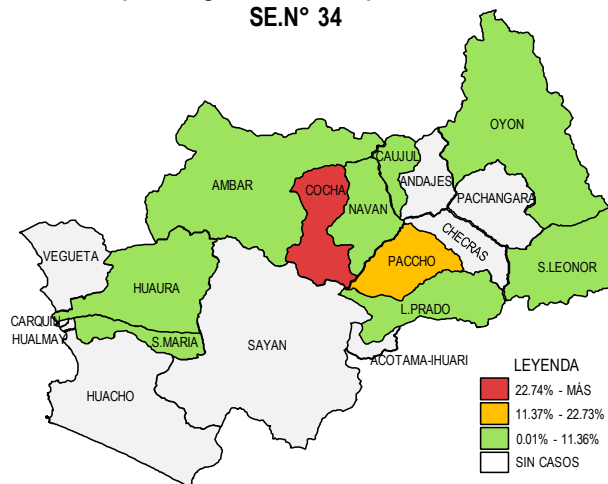 SE.N° 34
OYON
CAUJUL
ANDAJES
AMBAR
COCHA
PACHANGARA
NAVAN
CHECRAS
VEGUETA
PACCHO
S.LEONOR
HUAURA
L.PRADO
CARQUIN
HUALMAY
S.MARIA
SAYAN
ACOTAMA-IHUARI
HUACHO
LEYENDA
22.74% - MÁS
11.37% - 22.73%
0.01% - 11.36%
SIN CASOS